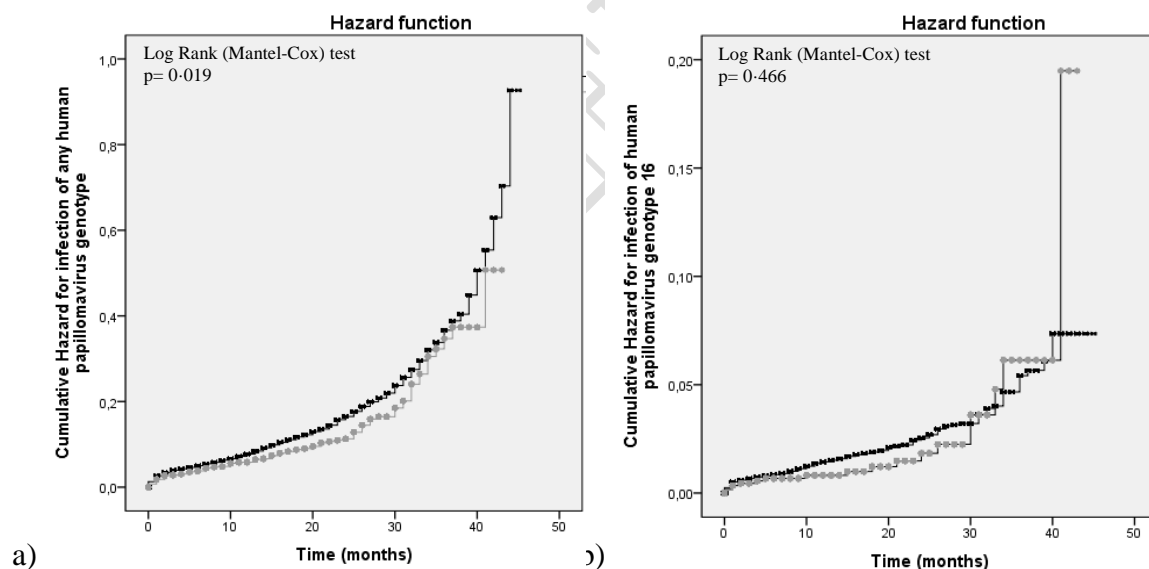 Hazard function
Log Rank (Mantel-Cox) test
p= 0·019
Cumulative Hazard for infection of any human
papillomavirus genotype
1,0
0,8
0,6
0,4
0,2
0,0
0 10 20 30 40 50
Time (months)
a)
Hazard function
Log Rank (Mantel-Cox) test
p= 0·466
Cumulative Hazard for infection of human
papillomavirus genotype 16
0,20
0,15
0,10
0,05
0,00
0 10 20 30 40 50
Time (months)